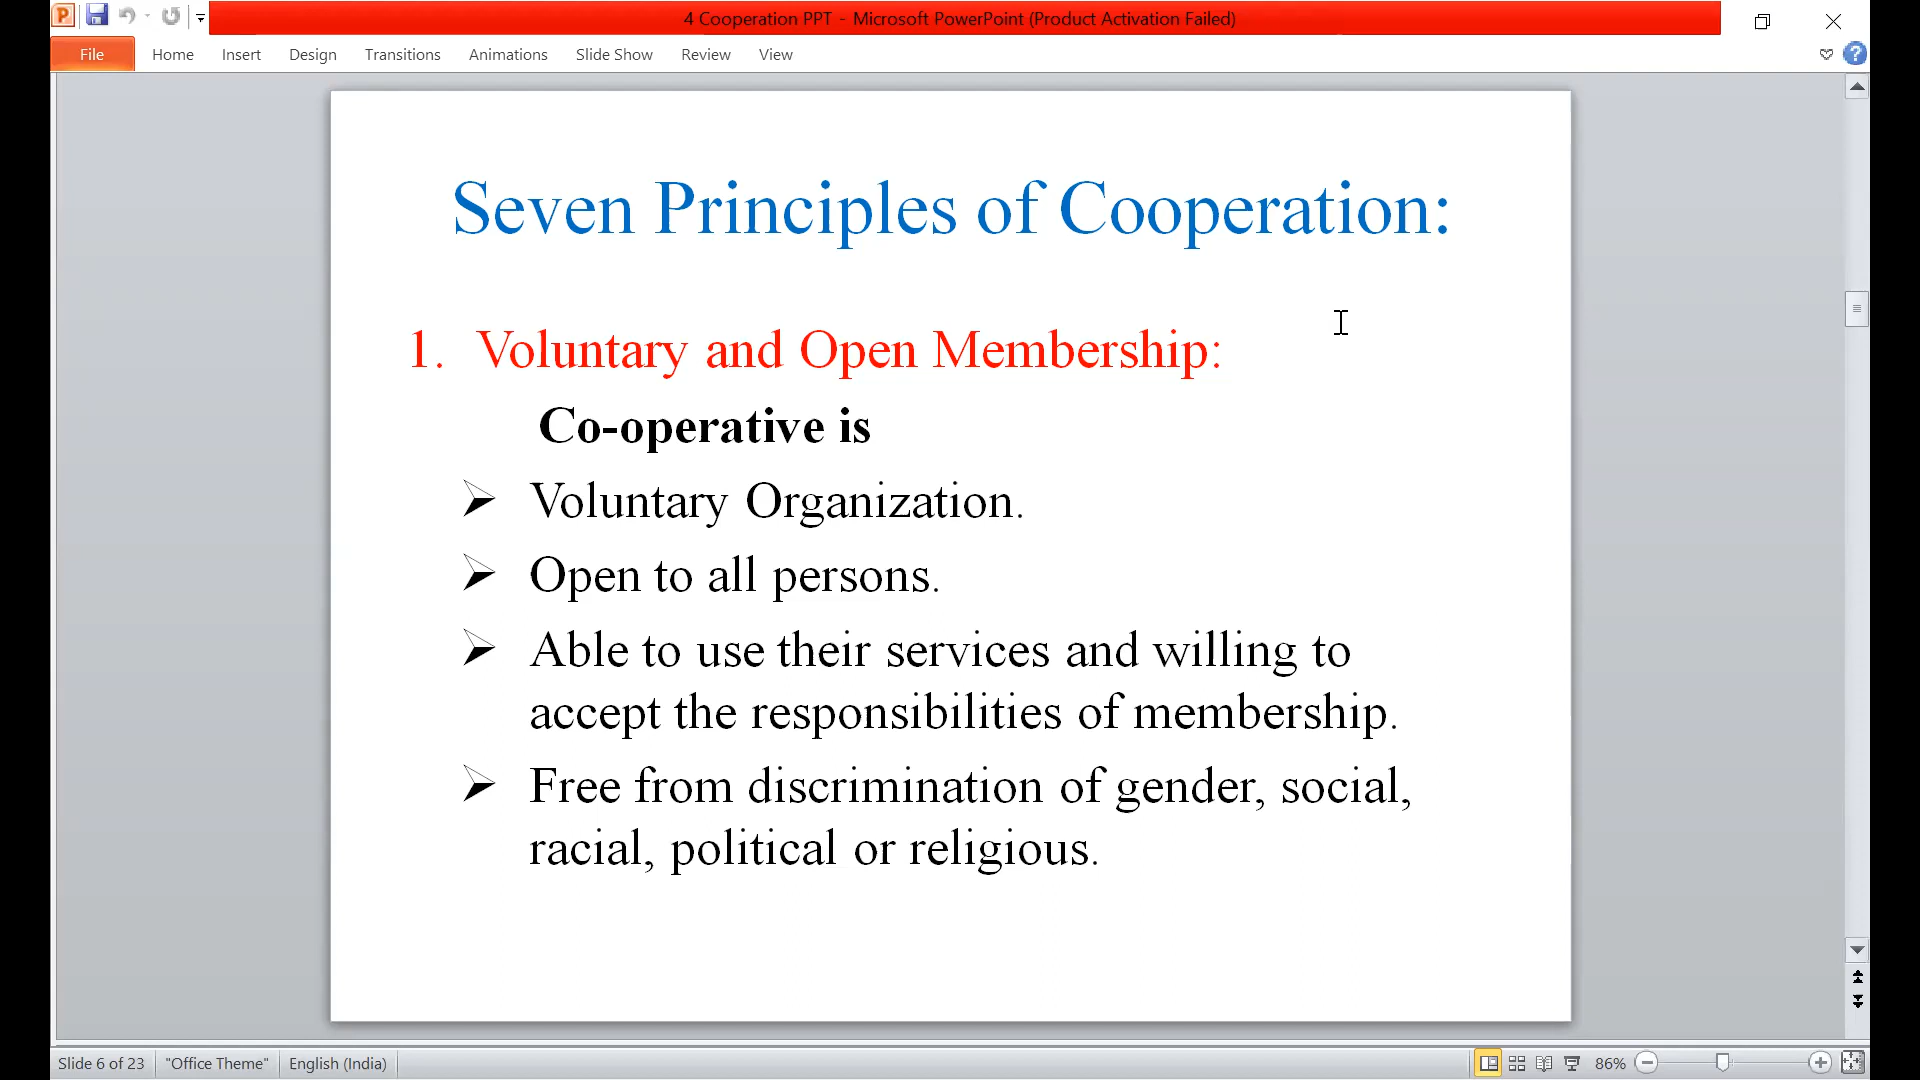 4 Cooperation PPT - Microsoft PowerPoint (Product Activation Failed)
File Home Insert Design Transitions Animations Slide Show Review View
Seven Principles of Cooperation:
1. Voluntary and Open Membership:
Co-operative is
➢ Voluntary Organization.
➢ Open to all persons.
➢ Able to use their services and willing to
accept the responsibilities of membership.
➢ Free from discrimination of gender, social,
racial, political or religious.
Slide 6 of 23 "Office Theme" English (India) 86%